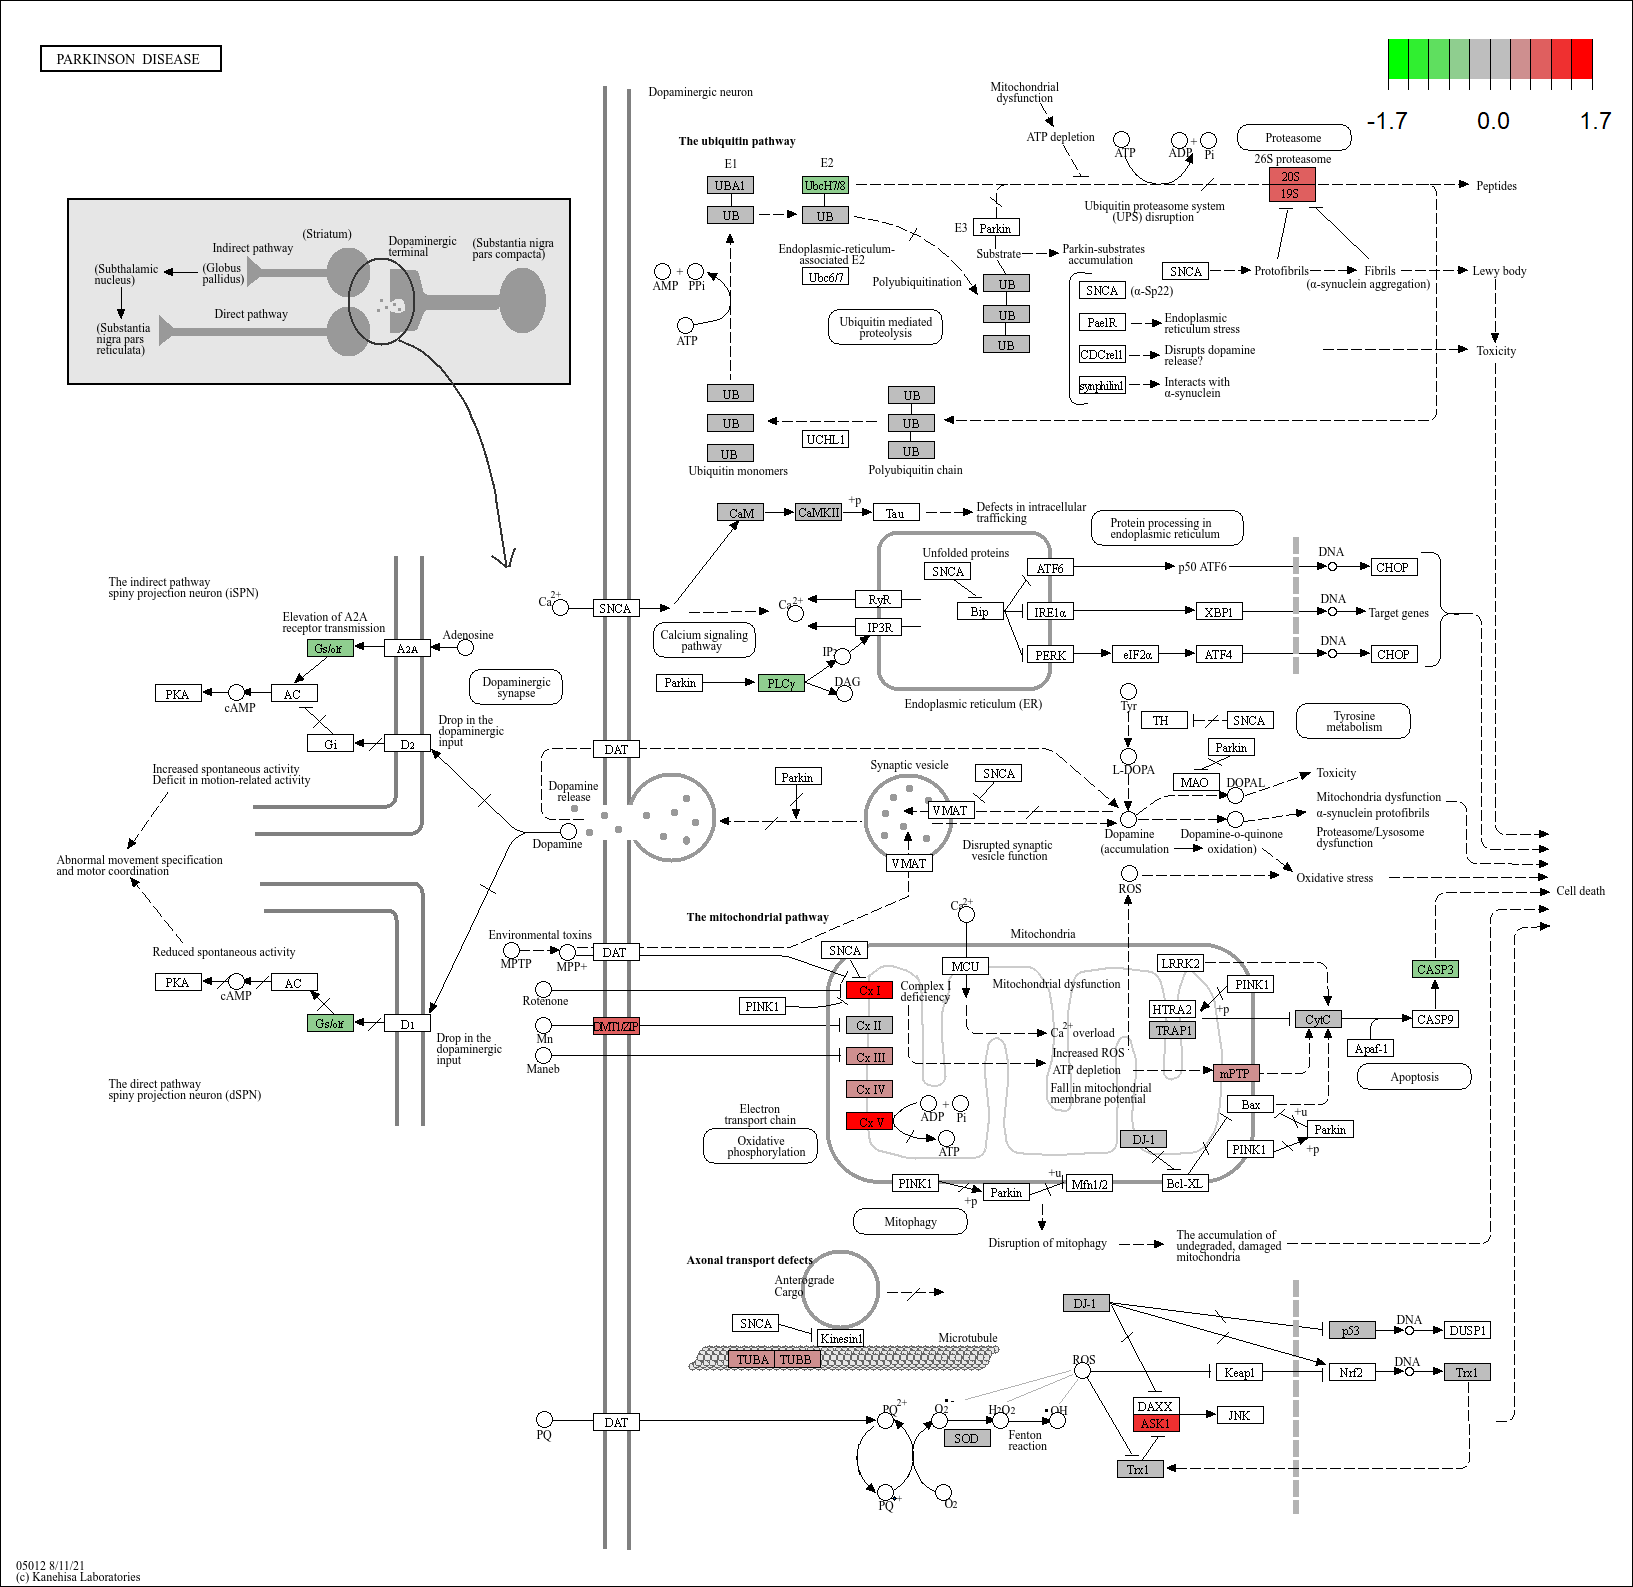 PARKINSON DISEASE
-1.7
0.0
1.7
Dopaminergic neuron
Mitochondrial
dysfunction
ATP depletion
ATP
ADP
+
Pi
Proteasome
26S proteasome
20S
19S
Peptides
The ubiquitin pathway
E1
E2
UBA1
UbcH7/8
UB
UB
Endoplasmic-reticulum-
associated E2
Ubc6/7
Ubiquitin proteasome system
(UPS) disruption
E3
Parkin
Substrate
Parkin-substrates
accumulation
Polyubiquitination
UB
UB
UB
SNCA
Protofibrils
Fibrils
(α-synuclein aggregation)
Lewy body
SNCA
(α-Sp22)
PaelR
Endoplasmic
reticulum stress
CDCrel1
Disrupts dopamine
release?
synphilin1
Interacts with
α-synuclein
Toxicity
AMP
+
PPi
ATP
Ubiquitin mediated
proteolysis
UB
UB
UB
Ubiquitin monomers
UCHL1
UB
UB
UB
Polyubiquitin chain
(Striatum)
Indirect pathway
Dopaminergic
terminal
(Substantia nigra
pars compacta)
(Subthalamic
nucleus)
(Globus
pallidus)
Direct pathway
(Substantia
nigra pars
reticulata)
CaM
CaMKII
+p
Tau
Defects in intracellular
trafficking
Protein processing in
endoplasmic reticulum
Unfolded proteins
SNCA
Bip
ATF6
p50 ATF6
DNA
CHOP
IRE1α
XBP1
DNA
Target genes
PERK
eIF2α
ATF4
DNA
CHOP
Ca2+
SNCA
Ca2+
RyR
IP3R
Calcium signaling
pathway
IP3
Parkin
PLCγ
DAG
Endoplasmic reticulum (ER)
The indirect pathway
spiny projection neuron (iSPN)
Elevation of A2A
receptor transmission
Gs/olf
A2A
Adenosine
PKA
cAMP
AC
Gi
D2
Drop in the
dopaminergic
input
Dopaminergic
synapse
Increased spontaneous activity
Deficit in motion-related activity
Abnormal movement specification
and motor coordination
Reduced spontaneous activity
PKA
cAMP
AC
Gs/olf
D1
Drop in the
dopaminergic
input
The direct pathway
spiny projection neuron (dSPN)
DAT
Dopamine
release
Dopamine
Parkin
Synaptic vesicle
SNCA
VMAT
VMAT
Disrupted synaptic
vesicle function
Tyr
TH
SNCA
Tyrosine
metabolism
L-DOPA
Parkin
MAO
DOPAL
Toxicity
Dopamine
(accumulation
Dopamine-o-quinone
oxidation)
Mitochondria dysfunction
α-synuclein protofibrils
Proteasome/Lysosome
dysfunction
ROS
Oxidative stress
Cell death
The mitochondrial pathway
Environmental toxins
MPTP
MPP+
DAT
Rotenone
Mn
DMT1/ZIP
Maneb
SNCA
PINK1
Cx I
Cx II
Cx III
Cx IV
Cx V
Complex I
deficiency
Ca2+
MCU
Mitochondria
Mitochondrial dysfunction
Ca2+ overload
Increased ROS
ATP depletion
Fall in mitochondrial
membrane potential
ADP
+
Pi
ATP
Electron
transport chain
Oxidative
phosphorylation
LRRK2
PINK1
HTRA2
+p
TRAP1
CytC
CASP3
CASP9
Apaf-1
Apoptosis
mPTP
Bax
+u
Parkin
PINK1
+p
DJ-1
Bcl-XL
PINK1
+p
Parkin
+u
Mfn1/2
Mitophagy
Disruption of mitophagy
The accumulation of
undegraded, damaged
mitochondria
Axonal transport defects
Anterograde
Cargo
SNCA
Kinesin1
Microtubule
TUBA
TUBB
DJ-1
p53
DNA
DUSP1
ROS
Keap1
Nrf2
DNA
Trx1
DAXX
ASK1
JNK
Trx1
PQ
DAT
PQ2+
O2•-
H2O2
•OH
SOD
Fenton
reaction
PQ•+
O2
05012 8/11/21
(c) Kanehisa Laboratories